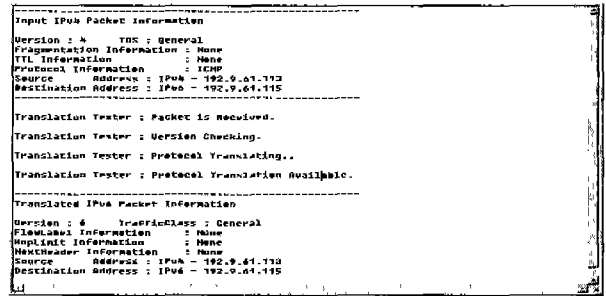 Input IPv4 Packet Information
Version : 4 TOS : General
Fragmentation Information : None
TTL Information : None
Protocol Information : ICMP
Source Address : IPv4 - 192.9.61.113
Destination Address : IPv6 - 192.9.61.115
Translation Tester : Packet is Received.
Translation Tester : Version Checking.
Translation Tester : Protocol Translating..
Translation Tester : Protocol Translation Available.
Translated IPv6 Packet Information
Version : 6 TrafficClass : General
FlowLabel Information : None
HopLimit Information : None
NextHeader Information : None
Source Address : IPv4 - 192.9.61.113
Destination Address : IPv6 - 192.9.61.115